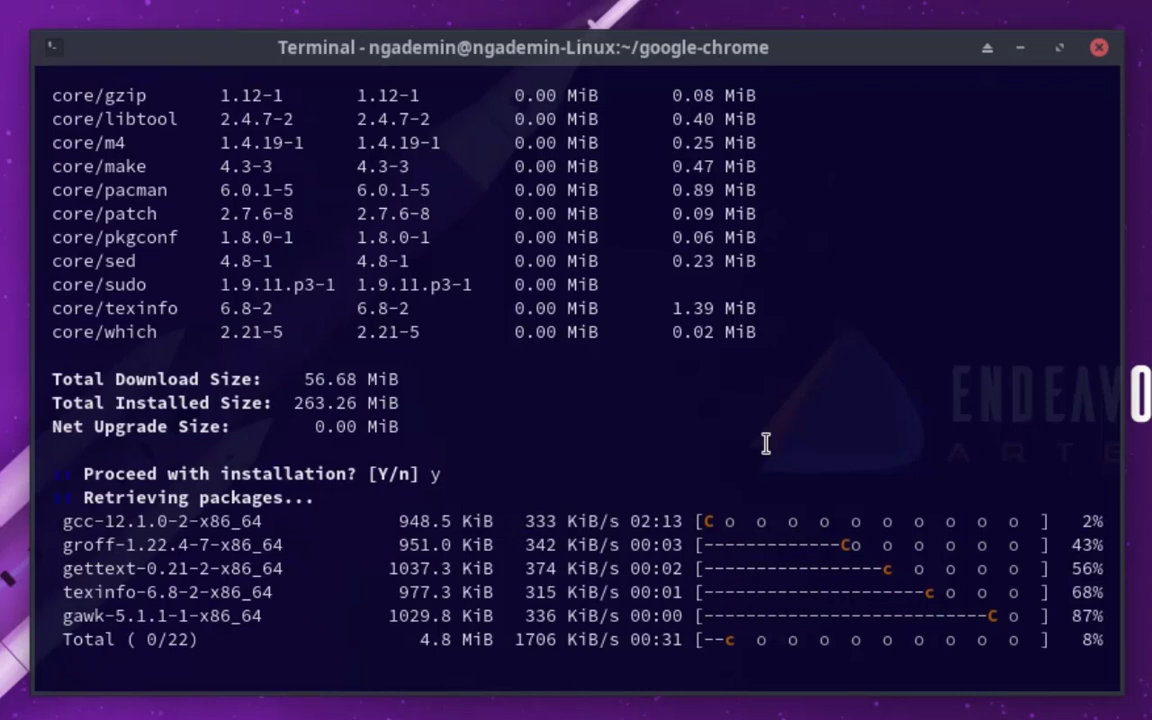 Terminal - ngademin@ngademin-Linux:~/google-chrome
core/gzip 1.12-1 1.12-1 0.00 MiB 0.08 MiB
core/libtool 2.4.7-2 2.4.7-2 0.00 MiB 0.40 MiB
core/m4 1.4.19-1 1.4.19-1 0.00 MiB 0.25 MiB
core/make 4.3-3 4.3-3 0.00 MiB 0.47 MiB
core/pacman 6.0.1-5 6.0.1-5 0.00 MiB 0.89 MiB
core/patch 2.7.6-8 2.7.6-8 0.00 MiB 0.09 MiB
core/pkgconf 1.8.0-1 1.8.0-1 0.00 MiB 0.06 MiB
core/sed 4.8-1 4.8-1 0.00 MiB 0.23 MiB
core/sudo 1.9.11.p3-1 1.9.11.p3-1 0.00 MiB
core/texinfo 6.8-2 6.8-2 0.00 MiB 1.39 MiB
core/which 2.21-5 2.21-5 0.00 MiB 0.02 MiB
Total Download Size: 56.68 MiB
Total Installed Size: 263.26 MiB
Net Upgrade Size: 0.00 MiB
:: Proceed with installation? [Y/n] y
:: Retrieving packages...
gcc-12.1.0-2-x86_64 948.5 KiB 333 KiB/s 02:13 [C o o o o o o o o o o ] 2%
groff-1.22.4-7-x86_64 951.0 KiB 342 KiB/s 00:03 [-------------Co o o o o o ] 43%
gettext-0.21-2-x86_64 1037.3 KiB 374 KiB/s 00:02 [-----------------c o o o o ] 56%
texinfo-6.8-2-x86_64 977.3 KiB 315 KiB/s 00:01 [---------------------c o o o ] 68%
gawk-5.1.1-1-x86_64 1029.8 KiB 336 KiB/s 00:00 [---------------------------C o ] 87%
Total ( 0/22) 4.8 MiB 1706 KiB/s 00:31 [--c o o o o o o o o o ] 8%
ENDEAVO
ARTE